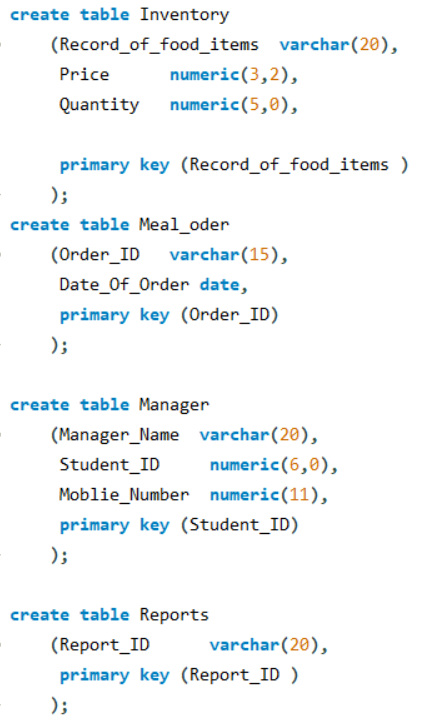 create table Inventory
(Record_of_food_items varchar(20),
Price numeric(3,2),
Quantity numeric(5,0),
primary key (Record_of_food_items )
);
create table Meal_oder
(Order_ID varchar(15),
Date_Of_Order date,
primary key (Order_ID)
);
create table Manager
(Manager_Name varchar(20),
Student_ID numeric(6,0),
Moblie_Number numeric(11),
primary key (Student_ID)
);
create table Reports
(Report_ID varchar(20),
primary key (Report_ID )
);